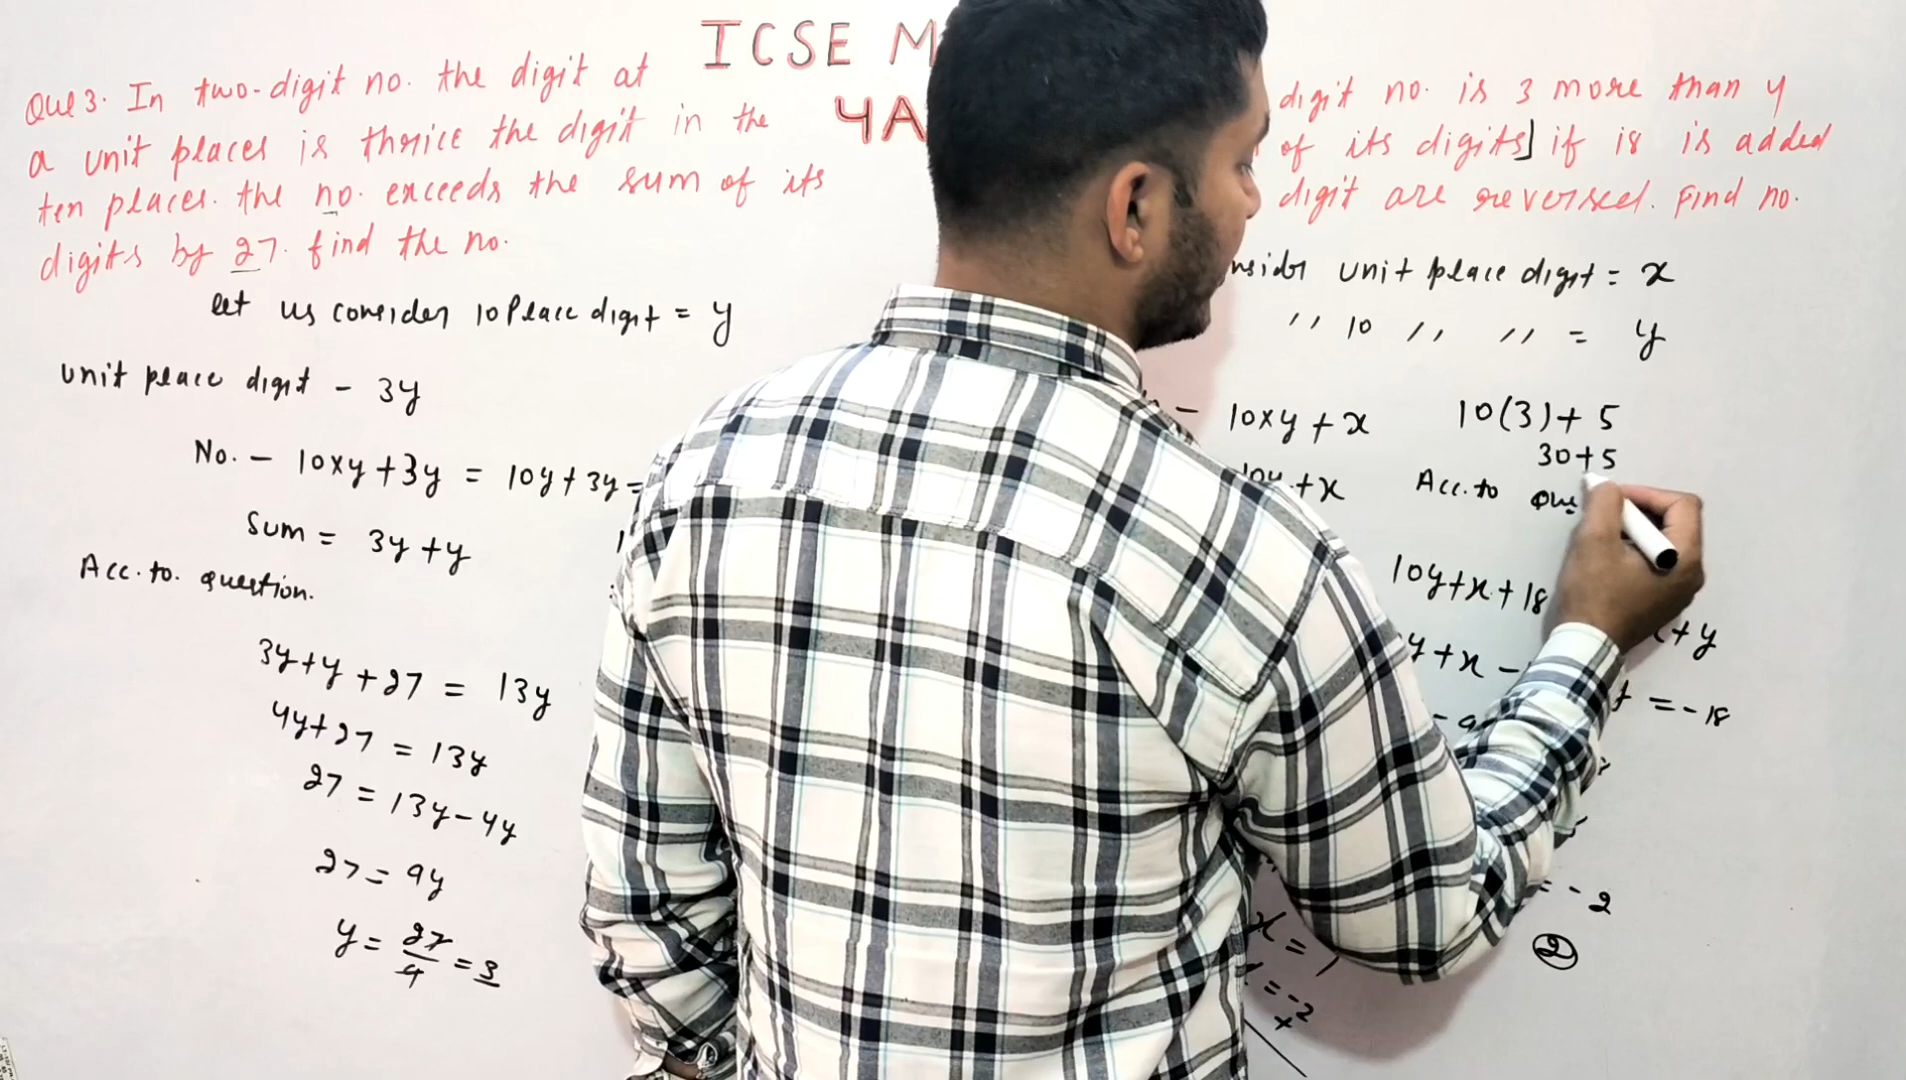 ICSE M
4A
Que 3. In two-digit no. the digit at
a unit places is thrice the digit in the
ten places. the no. exceeds the sum of its
digits by 27. find the no.
let us consider 10 Place digit = y
unit place digit - 3y
No. - 10xy + 3y = 10y + 3y =
Sum = 3y + y
Acc. to. question.
3y + y + 27 = 13y
4y + 27 = 13y
27 = 13y - 4y
27 = 9y
y = 27/9 = 3
digit no. is 3 more than 4
of its digits] if 18 is added
digit are reversed. Find no.
unit place digit = x
,, 10 ,, ,, = y
- 10xy + x
10y + x
10(3) + 5
30+5
Acc. to Que
10y + x + 18
x + y
y + x -
= -18
= -2
②
x =
= -2